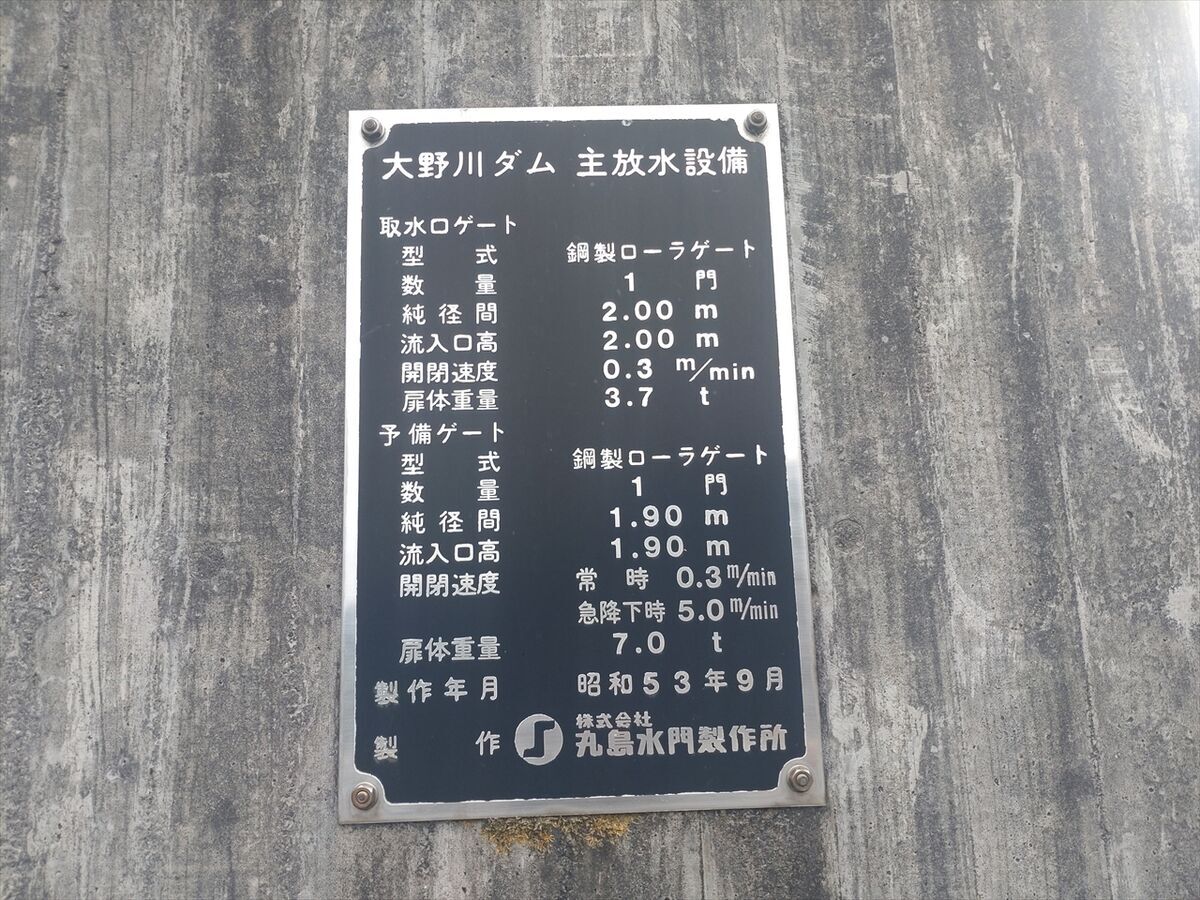 大野川ダム 主放水設備
取水口ゲート
型式 鋼製ローラゲート
数量 1 門
純径間 2.00 m
流入口高 2.00 m
開閉速度 0.3 m/min
扉体重量 3.7 t
予備ゲート
型式 鋼製ローラゲート
数量 1 門
純径間 1.90 m
流入口高 1.90 m
開閉速度 常時 0.3 m/min
急降下時 5.0 m/min
扉体重量 7.0 t
製作年月 昭和53年9月
製作 株式会社 丸島水門製作所